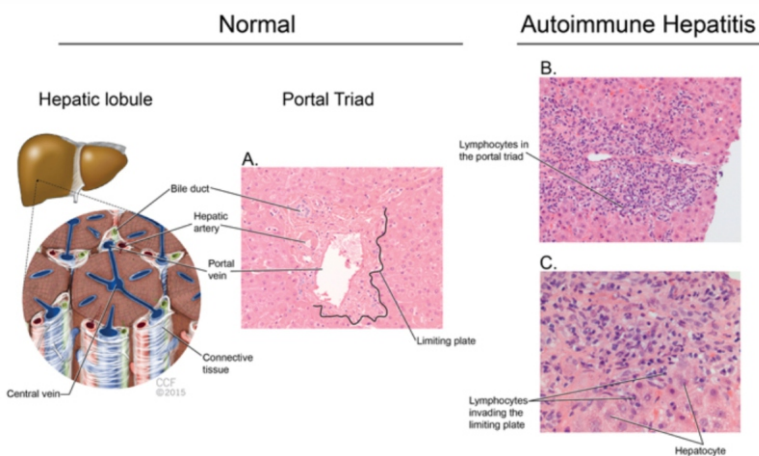 Normal
Autoimmune Hepatitis
Hepatic lobule
Portal Triad
A.
Bile duct
Hepatic
artery
Portal
vein
Limiting plate
Connective
tissue
Central vein
CCF
©2015
B.
Lymphocytes in
the portal triad
C.
Lymphocytes
invading the
limiting plate
Hepatocyte